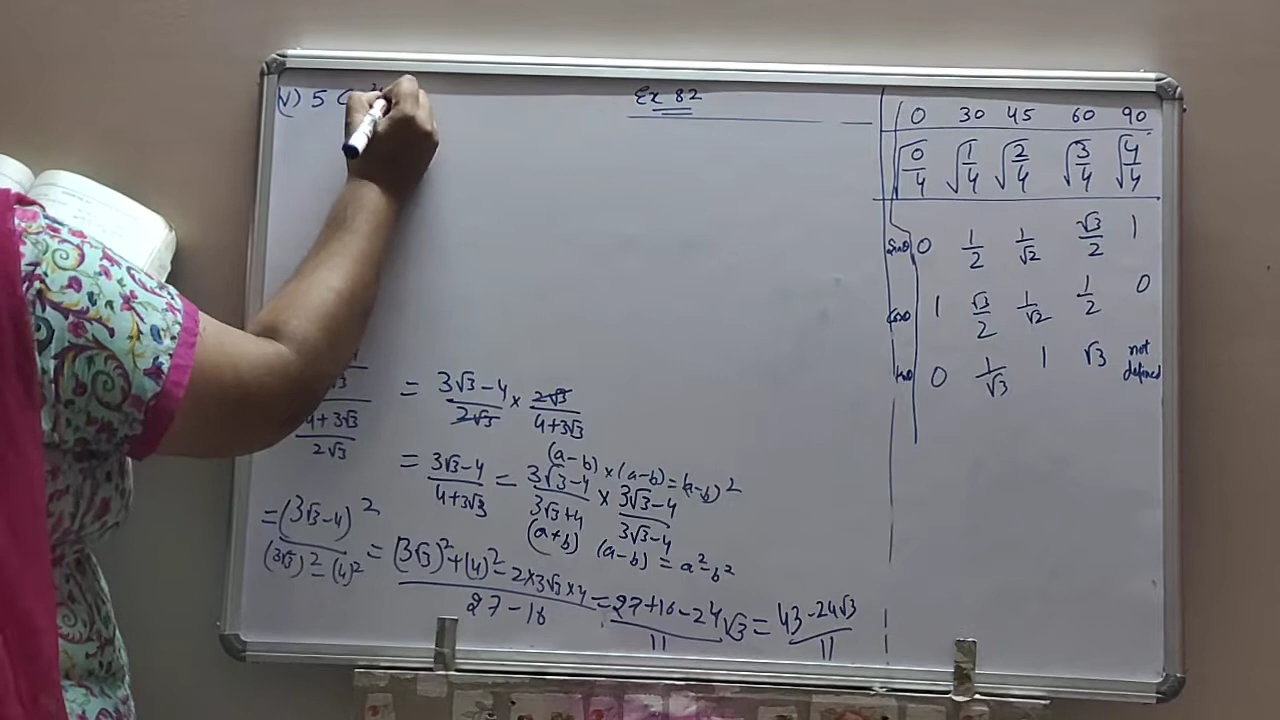 V) 5 C 2
Ex 82
0 30 45 60 90
√0/4 √1/4 √2/4 √3/4 √4/4
Sinθ 0 1/2 1/√2 √3/2 1
Cosθ 1 √3/2 1/√2 1/2 0
tanθ 0 1/√3 1 √3 not defined
4+3√3/2√3 = 3√3-4/2√3 × 2√3/4+3√3
(a-b) × (a-b) = (a-b)²
= 3√3-4/4+3√3 = 3√3-4/3√3+4 × 3√3-4/3√3-4
(a+b) (a-b) = a²-b²
= (3√3-4)²/(3√3)²-(4)² = (3√3)²+(4)²-2×3√3×4/27-16 = 27+16-24√3/11 = 43-24√3/11